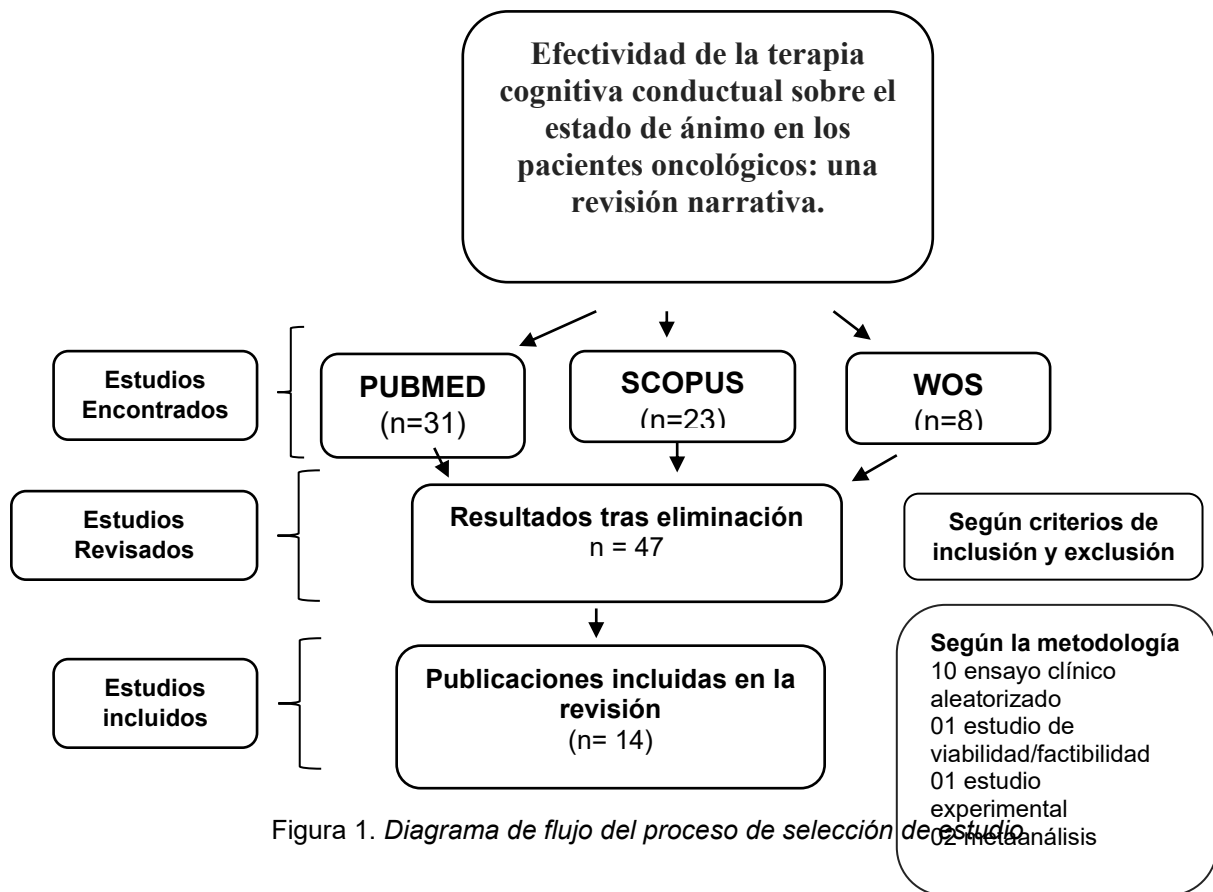 Efectividad de la terapia
cognitiva conductual sobre el
estado de ánimo en los
pacientes oncológicos: una
revisión narrativa.
Estudios
Encontrados
PUBMED
(n=31)
SCOPUS
(n=23)
WOS
(n=8)
Estudios
Revisados
Resultados tras eliminación
n = 47
Según criterios de
inclusión y exclusión
Estudios
incluidos
Publicaciones incluidas en la
revisión
(n= 14)
Según la metodología
10 ensayo clínico
aleatorizado
01 estudio de
viabilidad/factibilidad
01 estudio
experimental
02 metaanálisis
Figura 1. Diagrama de flujo del proceso de selección de estudio